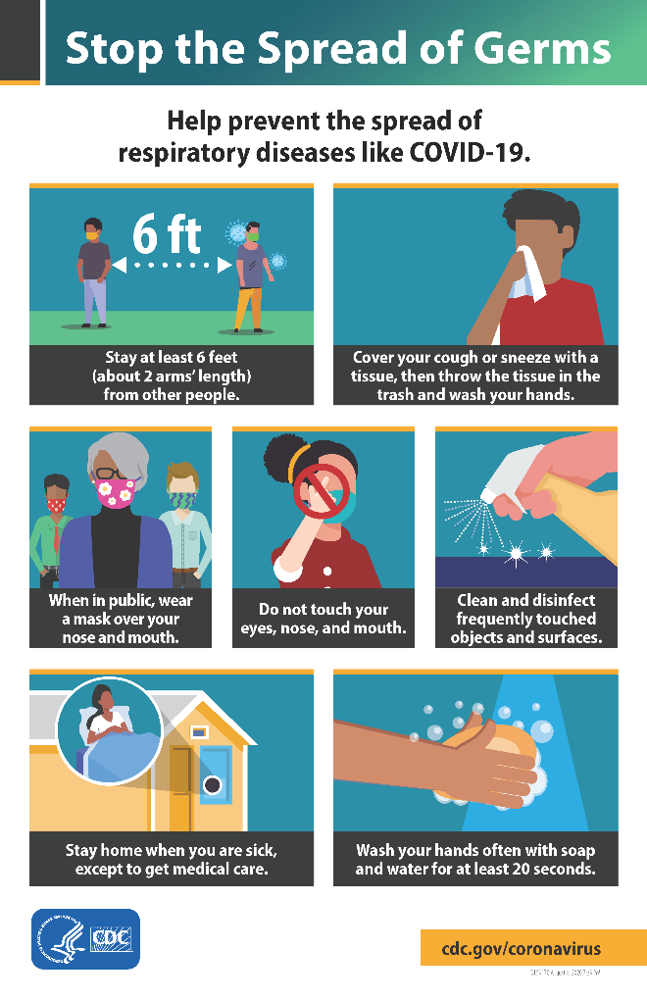 Stop the Spread of Germs
Help prevent the spread of
respiratory diseases like COVID-19.
6 ft
Stay at least 6 feet
(about 2 arms’ length)
from other people.
Cover your cough or sneeze with a
tissue, then throw the tissue in the
trash and wash your hands.
When in public, wear
a mask over your
nose and mouth.
Do not touch your
eyes, nose, and mouth.
Clean and disinfect
frequently touched
objects and surfaces.
Stay home when you are sick,
except to get medical care.
Wash your hands often with soap
and water for at least 20 seconds.
CDC
cdc.gov/coronavirus